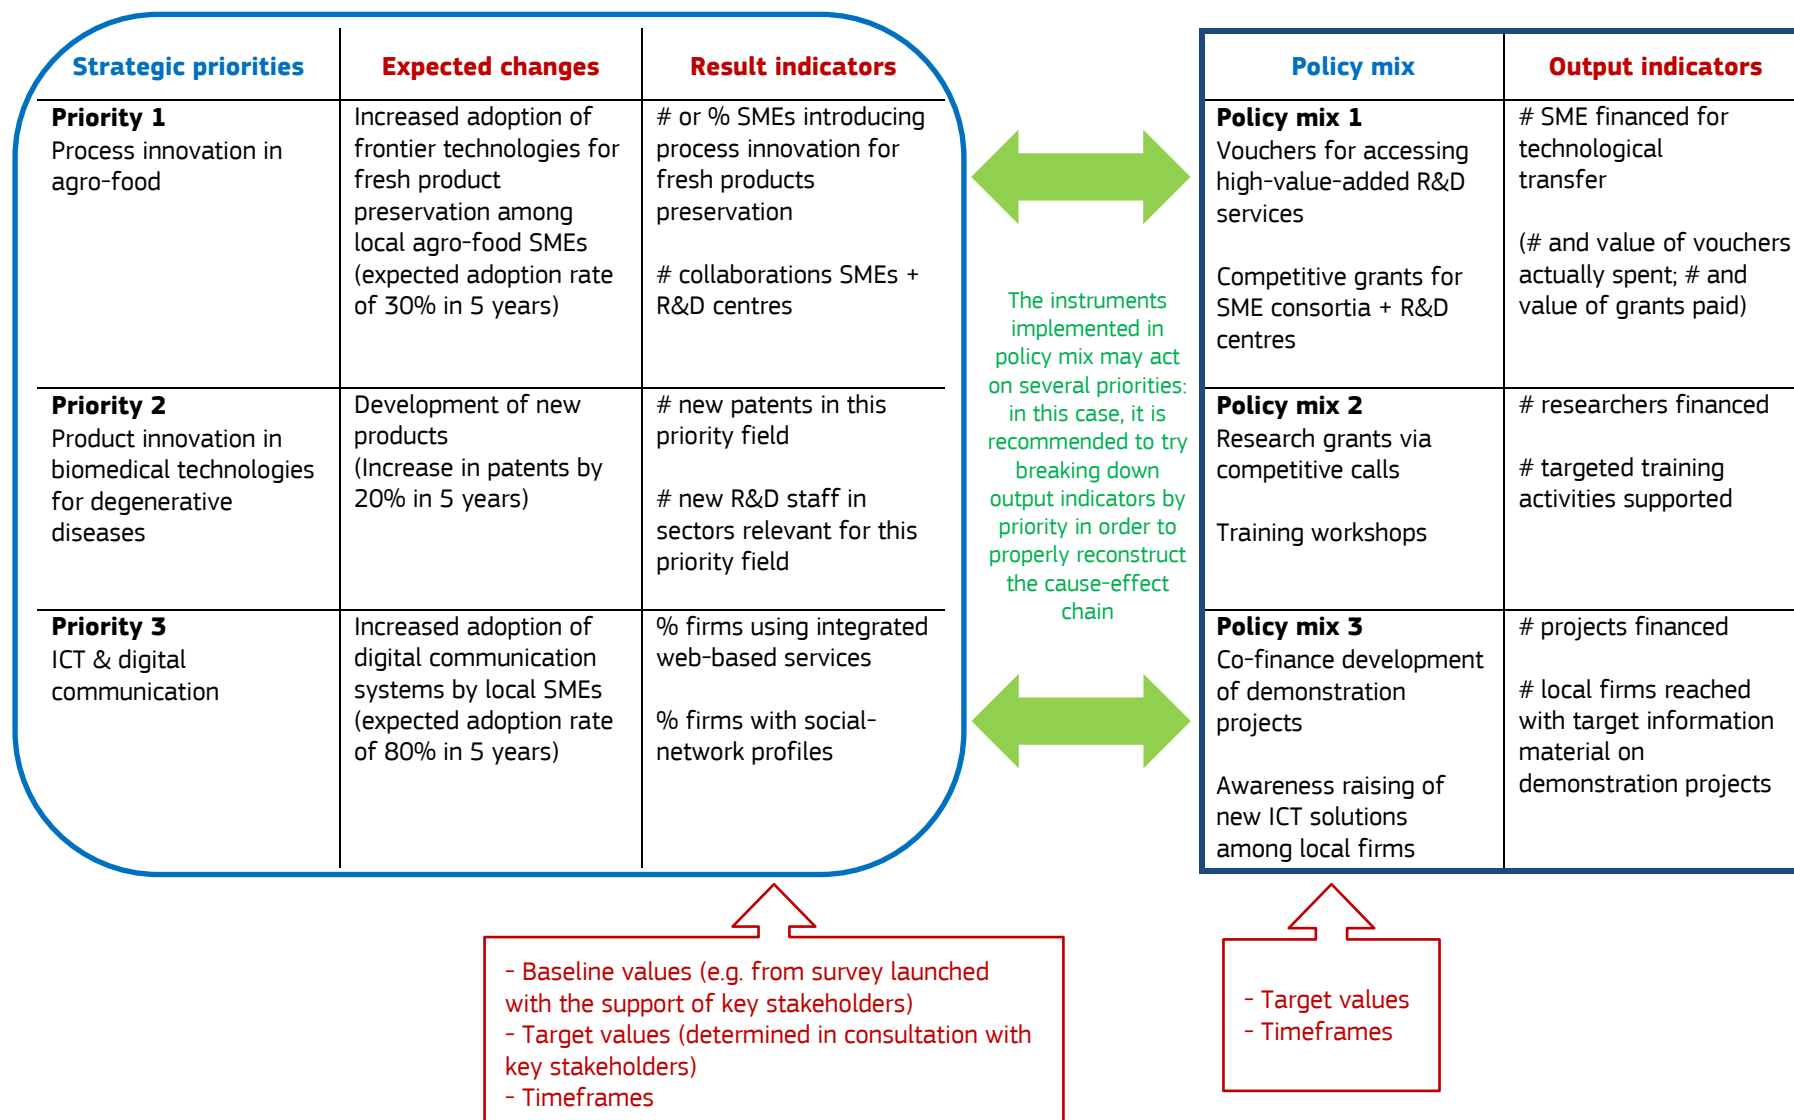 Strategic priorities
Expected changes
Result indicators
Priority 1
Process innovation in
agro-food
Increased adoption of
frontier technologies for
fresh product
preservation among
local agro-food SMEs
(expected adoption rate
of 30% in 5 years)
# or % SMEs introducing
process innovation for
fresh products
preservation
# collaborations SMEs +
R&D centres
Priority 2
Product innovation in
biomedical technologies
for degenerative
diseases
Development of new
products
(Increase in patents by
20% in 5 years)
# new patents in this
priority field
# new R&D staff in
sectors relevant for this
priority field
Priority 3
ICT & digital
communication
Increased adoption of
digital communication
systems by local SMEs
(expected adoption rate
of 80% in 5 years)
% firms using integrated
web-based services
% firms with social-
network profiles
The instruments
implemented in
policy mix may act
on several priorities:
in this case, it is
recommended to try
breaking down
output indicators by
priority in order to
properly reconstruct
the cause-effect
chain
Policy mix
Output indicators
Policy mix 1
Vouchers for accessing
high-value-added R&D
services
Competitive grants for
SME consortia + R&D
centres
# SME financed for
technological
transfer
(# and value of vouchers
actually spent; # and
value of grants paid)
Policy mix 2
Research grants via
competitive calls
Training workshops
# researchers financed
# targeted training
activities supported
Policy mix 3
Co-finance development
of demonstration
projects
Awareness raising of
new ICT solutions
among local firms
# projects financed
# local firms reached
with target information
material on
demonstration projects
- Baseline values (e.g. from survey launched
with the support of key stakeholders)
- Target values (determined in consultation with
key stakeholders)
- Timeframes
- Target values
- Timeframes